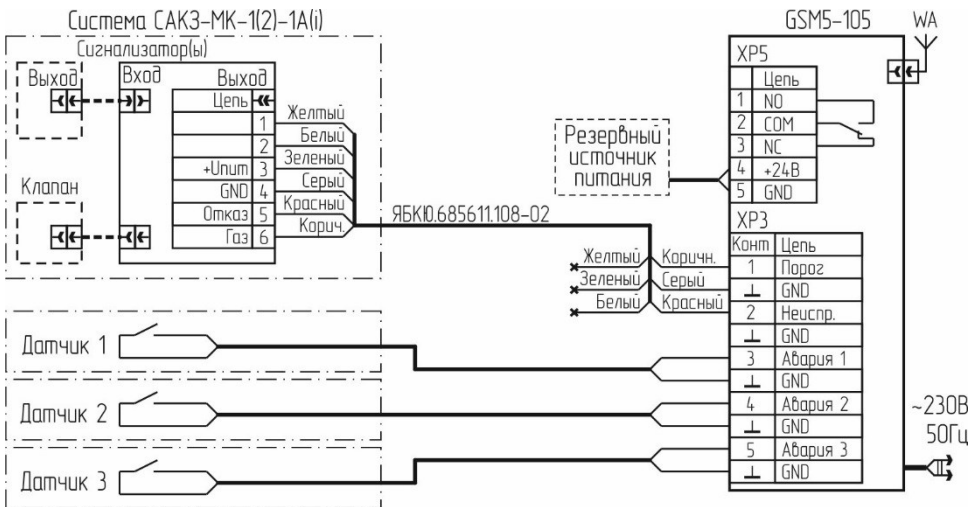 Система САКЗ-МК-1(2)-1А(i)
Сигнализатор(ы)
Выход
Вход
Выход
Цепь
1
2
+Uпит 3
GND 4
Отказ 5
Газ 6
Желтый
Белый
Зеленый
Серый
Красный
Корич.
Клапан
ЯБКЮ.685611.108-02
Резервный
источник
питания
GSM5-105
WA
XP5
Цепь
1 NO
2 COM
3 NC
4 +24В
5 GND
XP3
Конт Цепь
1 Порог
⊥ GND
2 Неиспр.
⊥ GND
3 Авария 1
⊥ GND
4 Авария 2
⊥ GND
5 Авария 3
⊥ GND
Желтый Коричн.
Зеленый Серый
Белый Красный
Датчик 1
Датчик 2
Датчик 3
~230В
50Гц